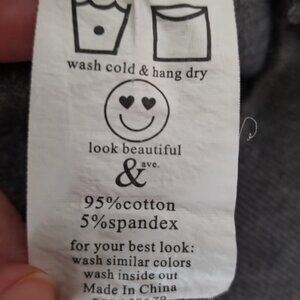 wash cold & hang dry
look beautiful
& ave.
95%cotton
5%spandex
for your best look:
wash similar colors
wash inside out
Made In China